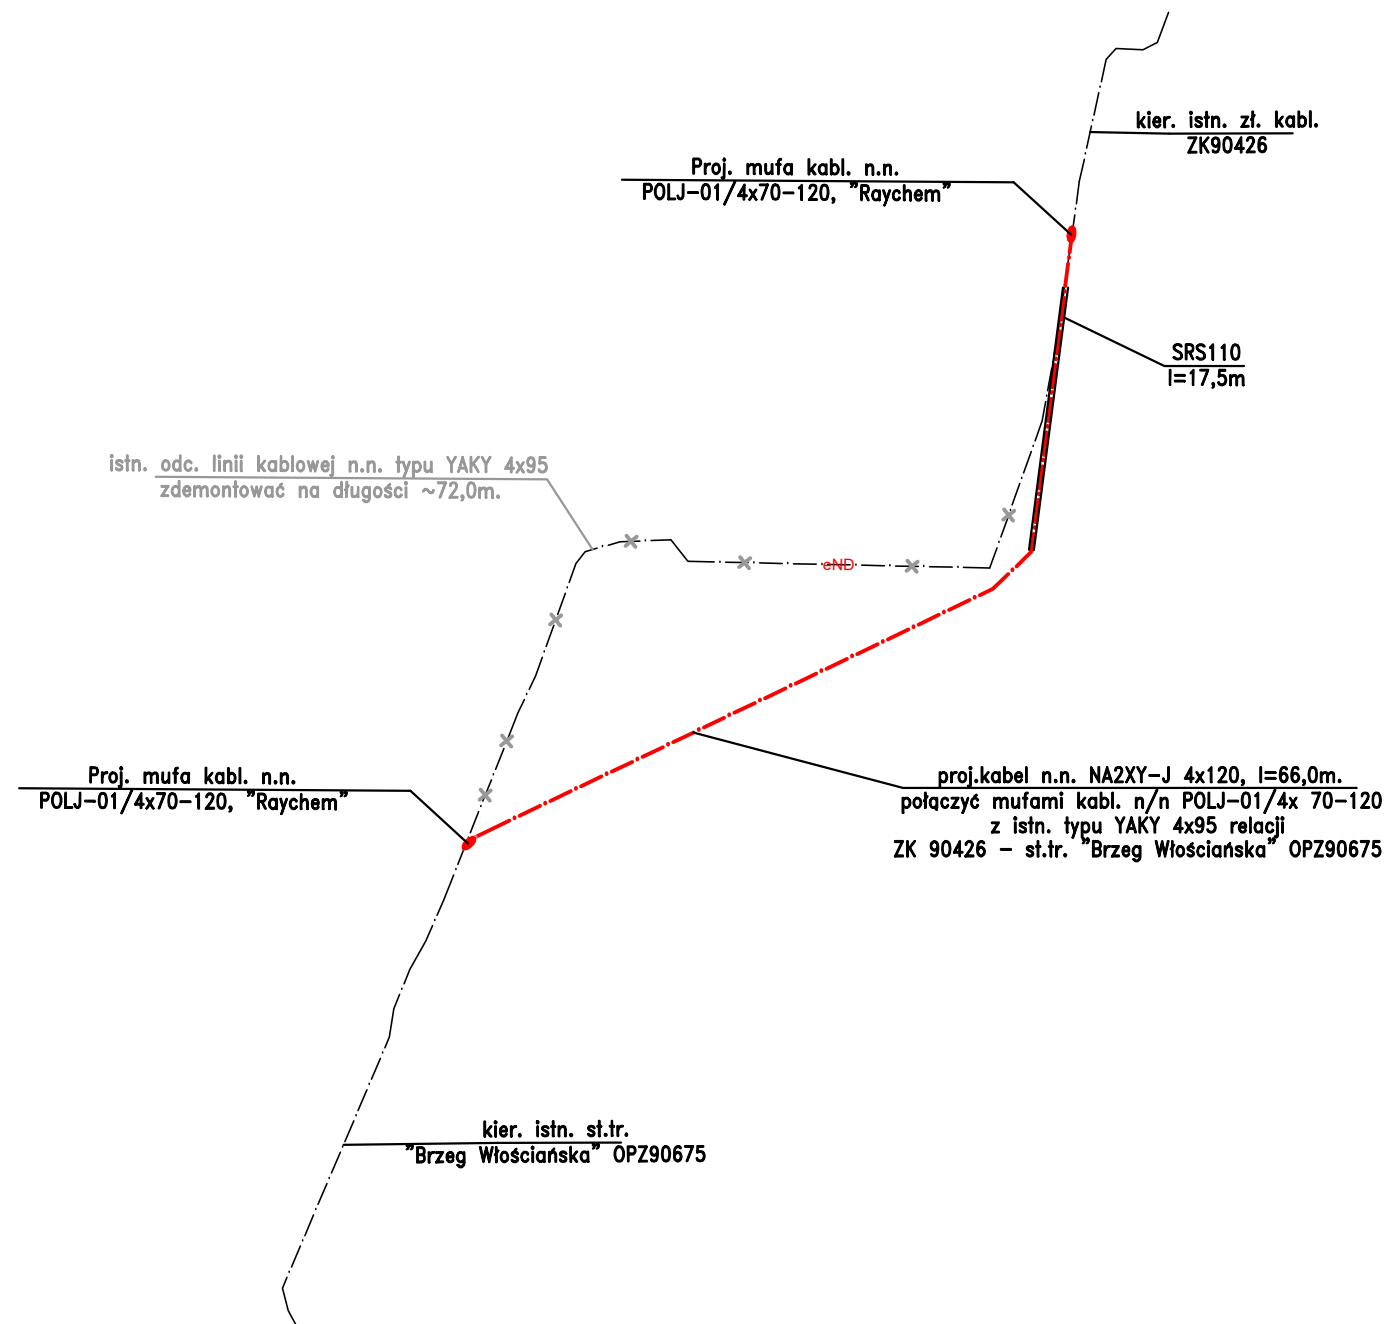 kier. istn. zł. kabl.
ZK90426
Proj. mufa kabl. n.n.
POLJ-01/4x70-120, "Raychem"
SRS110
l=17,5m
istn. odc. linii kablowej n.n. typu YAKY 4x95
zdemontować na długości ~72,0m.
eND
Proj. mufa kabl. n.n.
POLJ-01/4x70-120, "Raychem"
proj.kabel n.n. NA2XY-J 4x120, l=66,0m.
połączyć mufami kabl. n/n POLJ-01/4x 70-120
z istn. typu YAKY 4x95 relacji
ZK 90426 - st.tr. "Brzeg Włościańska" OPZ90675
kier. istn. st.tr.
"Brzeg Włościańska" OPZ90675